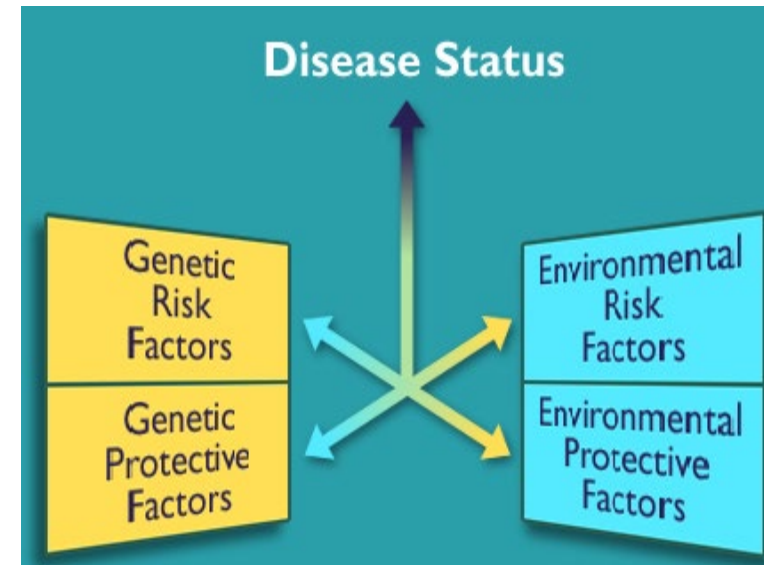 Disease Status
Genetic
Risk
Factors
Genetic
Protective
Factors
Environmental
Risk
Factors
Environmental
Protective
Factors